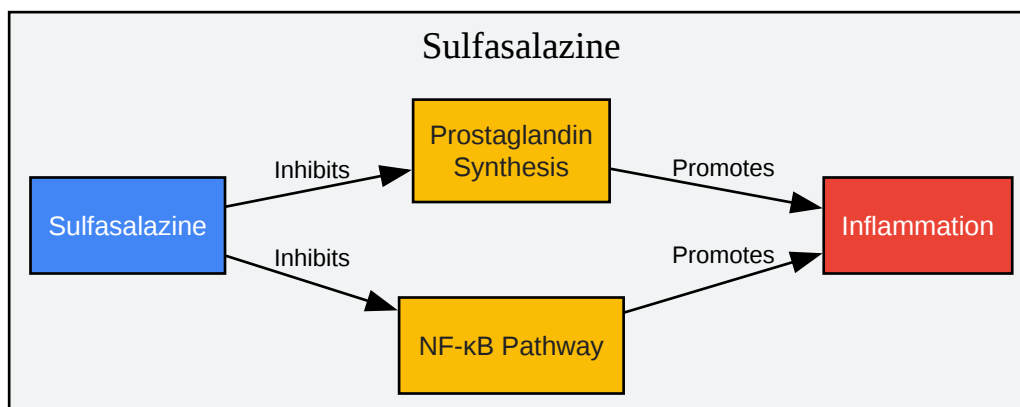 Sulfasalazine
Prostaglandin
Synthesis
Inhibits
Promotes
Sulfasalazine
Inflammation
Inhibits
Promotes
NF-κB Pathway